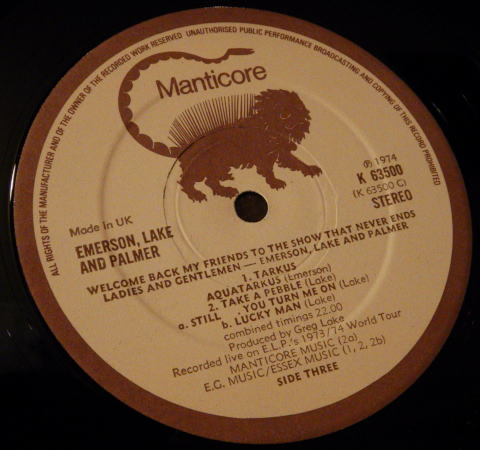 ALL RIGHTS OF THE MANUFACTURER AND OF THE OWNER OF THE RECORDED WORK RESERVED UNAUTHORISED PUBLIC PERFORMANCE BROADCASTING AND COPYING OF THIS RECORD PROHIBITED
Manticore
℗ 1974
K 63500
(K 63500 G)
STEREO
Made in UK
EMERSON, LAKE
AND PALMER
WELCOME BACK MY FRIENDS TO THE SHOW THAT NEVER ENDS
LADIES AND GENTLEMEN — EMERSON, LAKE AND PALMER
1. TARKUS
AQUATARKUS (Emerson)
2. TAKE A PEBBLE (Lake)
a. STILL . . YOU TURN ME ON (Lake)
b. LUCKY MAN (Lake)
combined timings 22.00
Produced by Greg Lake
Recorded live on E.L.P.'s 1973/74 World Tour
MANTICORE MUSIC (2a)
E.G. MUSIC/ESSEX MUSIC (1, 2, 2b)
SIDE THREE